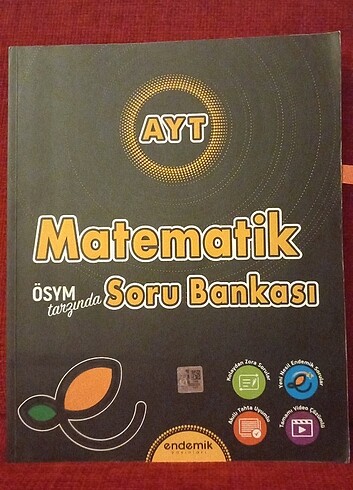 AYT
Matematik
ÖSYM tarzında Soru Bankası
Kolaydan Zora Sorular
Yeni Nesil Endemik Sorular
Akıllı Tahta Uyumlu
Tamamı Video Çözümlü
endemik
yayınları